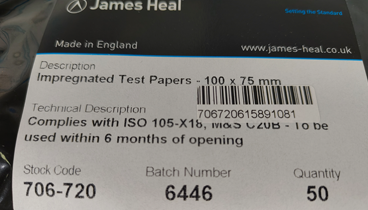 James Heal
Setting the Standard
Made in England
www.james-heal.co.uk
Description
Impregnated Test Papers - 100 x 75 mm
706720615891081
Technical Description
Complies with ISO 105-X18, M&S C20B - To be
used within 6 months of opening
Stock Code
706-720
Batch Number
6446
Quantity
50